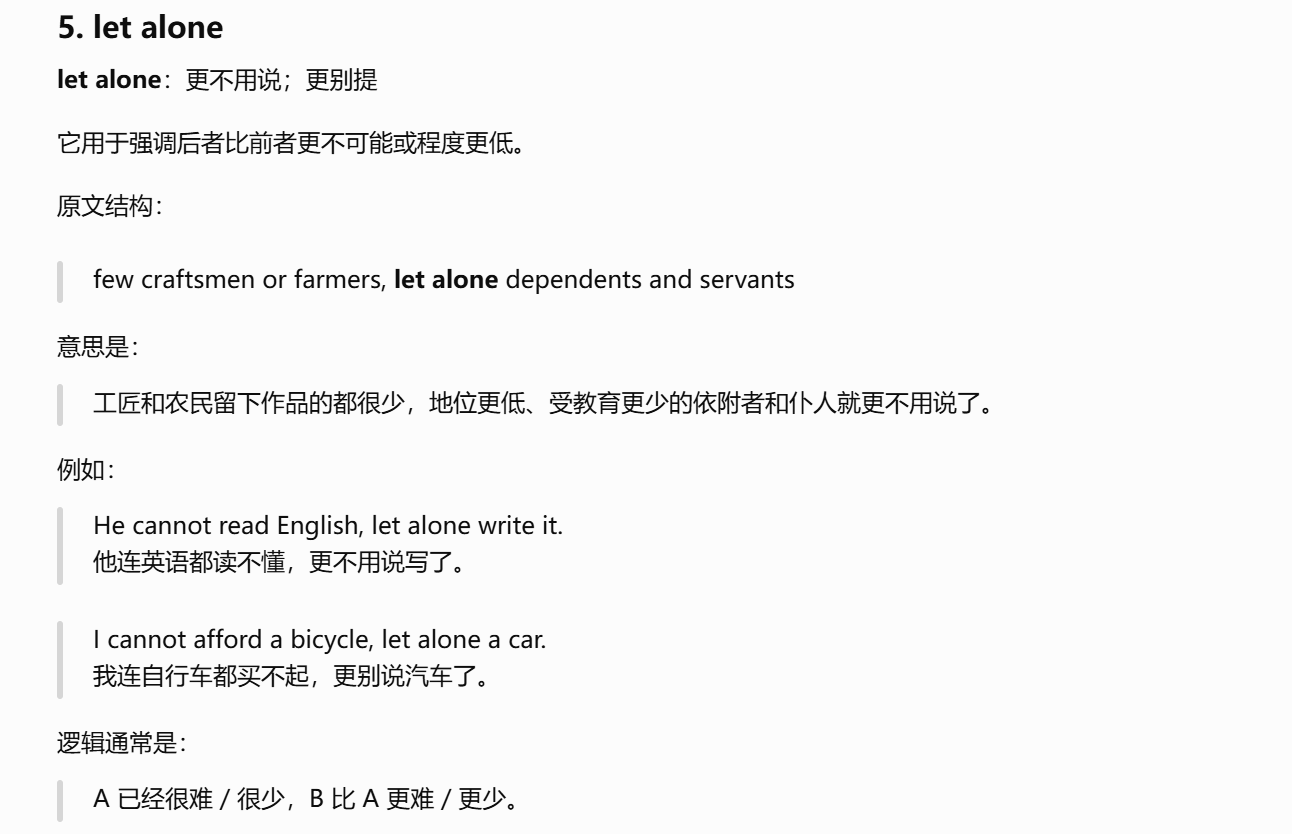 5. let alone
let alone：更不用说；更别提
它用于强调后者比前者更不可能或程度更低。
原文结构：
few craftsmen or farmers, let alone dependents and servants
意思是：
工匠和农民留下作品的都很少，地位更低、受教育更少的依附者和仆人就更不用说了。
例如：
He cannot read English, let alone write it.
他连英语都读不懂，更不用说写了。
I cannot afford a bicycle, let alone a car.
我连自行车都买不起，更别说汽车了。
逻辑通常是：
A 已经很难 / 很少，B 比 A 更难 / 更少。